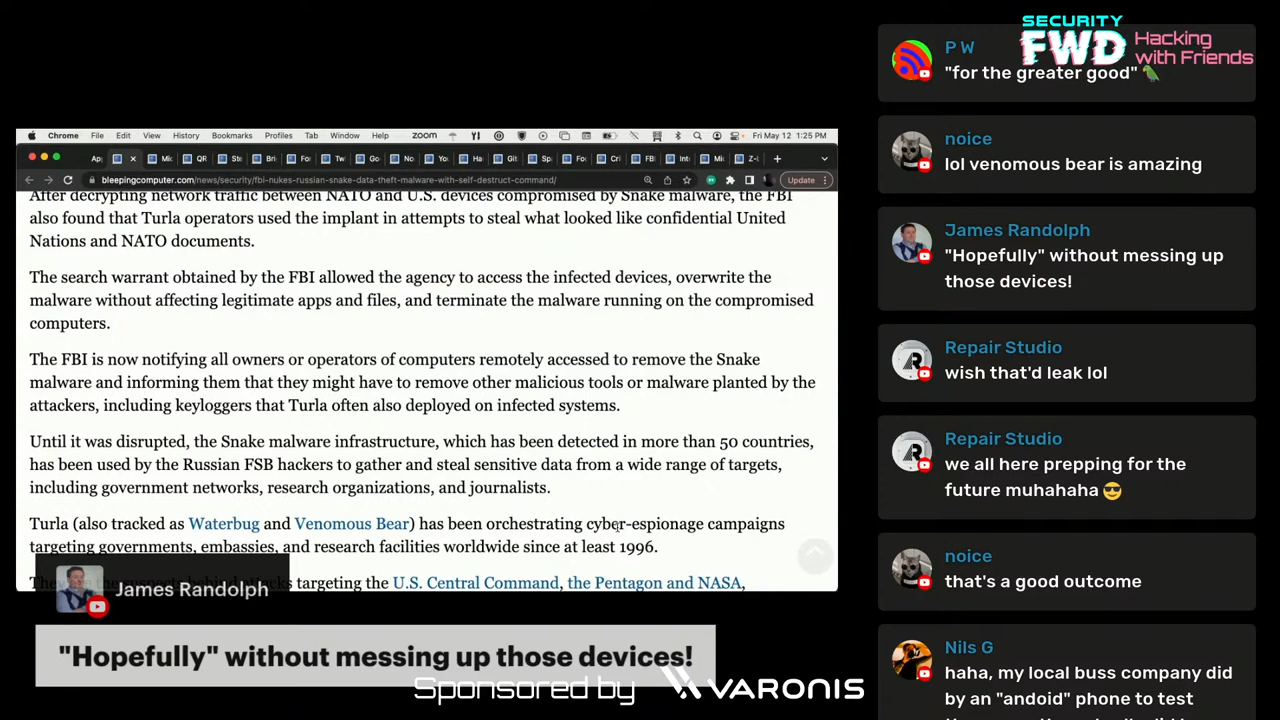 SECURITY
FWD
Hacking
with Friends
Chrome File Edit View History Bookmarks Profiles Tab Window Help zoom Fri May 12 1:25 PM
bleepingcomputer.com/news/security/fbi-nukes-russian-snake-data-theft-malware-with-self-destruct-command/
Update
After decrypting network traffic between NATO and U.S. devices compromised by Snake malware, the FBI
also found that Turla operators used the implant in attempts to steal what looked like confidential United
Nations and NATO documents.
The search warrant obtained by the FBI allowed the agency to access the infected devices, overwrite the
malware without affecting legitimate apps and files, and terminate the malware running on the compromised
computers.
The FBI is now notifying all owners or operators of computers remotely accessed to remove the Snake
malware and informing them that they might have to remove other malicious tools or malware planted by the
attackers, including keyloggers that Turla often also deployed on infected systems.
Until it was disrupted, the Snake malware infrastructure, which has been detected in more than 50 countries,
has been used by the Russian FSB hackers to gather and steal sensitive data from a wide range of targets,
including government networks, research organizations, and journalists.
Turla (also tracked as Waterbug and Venomous Bear) has been orchestrating cyber-espionage campaigns
targeting governments, embassies, and research facilities worldwide since at least 1996.
targeting the U.S. Central Command, the Pentagon and NASA,
James Randolph
"Hopefully" without messing up those devices!
Sponsored by VARONIS
P W
"for the greater good" 🦜
noice
lol venomous bear is amazing
James Randolph
"Hopefully" without messing up
those devices!
Repair Studio
wish that'd leak lol
Repair Studio
we all here prepping for the
future muhahaha 😎
noice
that's a good outcome
Nils G
haha, my local buss company did
by an "andoid" phone to test